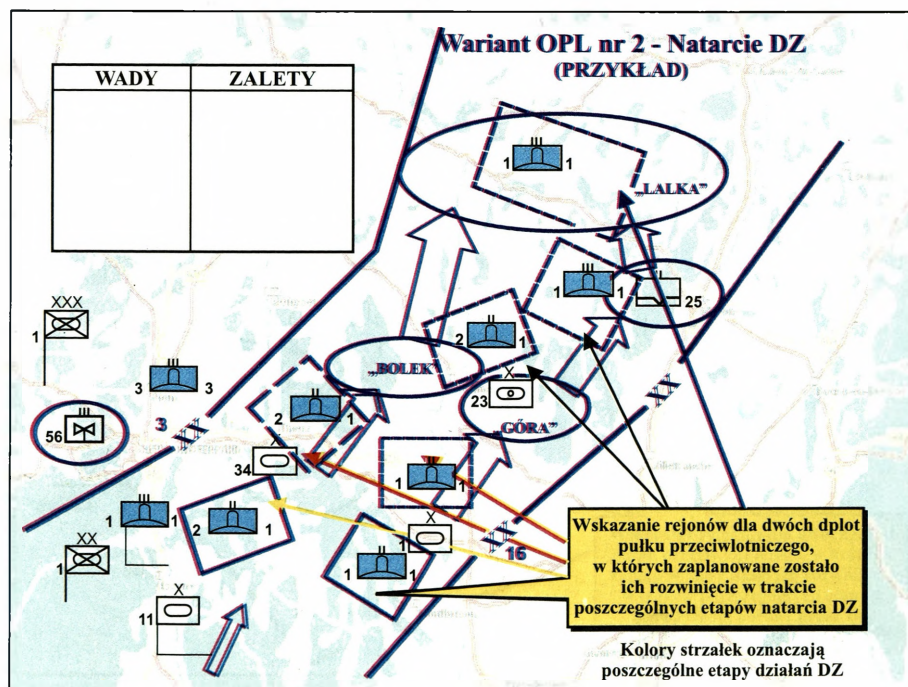 Wariant OPL nr 2 - Natarcie DZ
(PRZYKŁAD)
WADY ZALETY
1 1
„LALKA”
1 1
25
XXX
1
2 1
3 3
„BOLEK”
X
23
56
3
XX
2 1
XX
„GÓRA”
X
34
1
1 1
2 1
X
1
XX
16
XX
1
1 1
X
11
Wskazanie rejonów dla dwóch dplot
pułku przeciwlotniczego,
w których zaplanowane zostało
ich rozwinięcie w trakcie
poszczególnych etapów natarcia DZ
Kolory strzałek oznaczają
poszczególne etapy działań DZ